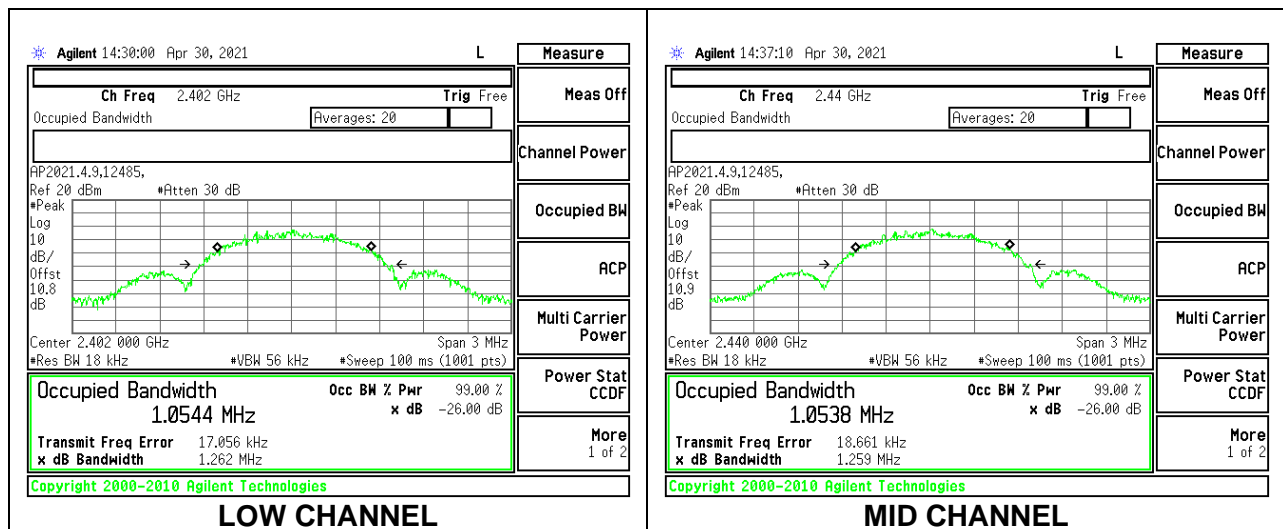 Agilent 14:30:00 Apr 30, 2021 L
Measure
Ch Freq 2.402 GHz Trig Free
Occupied Bandwidth Averages: 20
AP2021.4.9,12485,
Ref 20 dBm #Atten 30 dB
#Peak
Log
10
dB/
Offst
10.8
dB
Center 2.402 000 GHz Span 3 MHz
#Res BW 18 kHz #VBW 56 kHz #Sweep 100 ms (1001 pts)
Occupied Bandwidth Occ BW % Pwr 99.00 %
1.0544 MHz x dB -26.00 dB
Transmit Freq Error 17.056 kHz
x dB Bandwidth 1.262 MHz
Copyright 2000-2010 Agilent Technologies
Meas Off
Channel Power
Occupied BW
ACP
Multi Carrier
Power
Power Stat
CCDF
More
1 of 2
LOW CHANNEL
Agilent 14:37:10 Apr 30, 2021 L
Measure
Ch Freq 2.44 GHz Trig Free
Occupied Bandwidth Averages: 20
AP2021.4.9,12485,
Ref 20 dBm #Atten 30 dB
#Peak
Log
10
dB/
Offst
10.9
dB
Center 2.440 000 GHz Span 3 MHz
#Res BW 18 kHz #VBW 56 kHz #Sweep 100 ms (1001 pts)
Occupied Bandwidth Occ BW % Pwr 99.00 %
1.0538 MHz x dB -26.00 dB
Transmit Freq Error 18.661 kHz
x dB Bandwidth 1.259 MHz
Copyright 2000-2010 Agilent Technologies
Meas Off
Channel Power
Occupied BW
ACP
Multi Carrier
Power
Power Stat
CCDF
More
1 of 2
MID CHANNEL